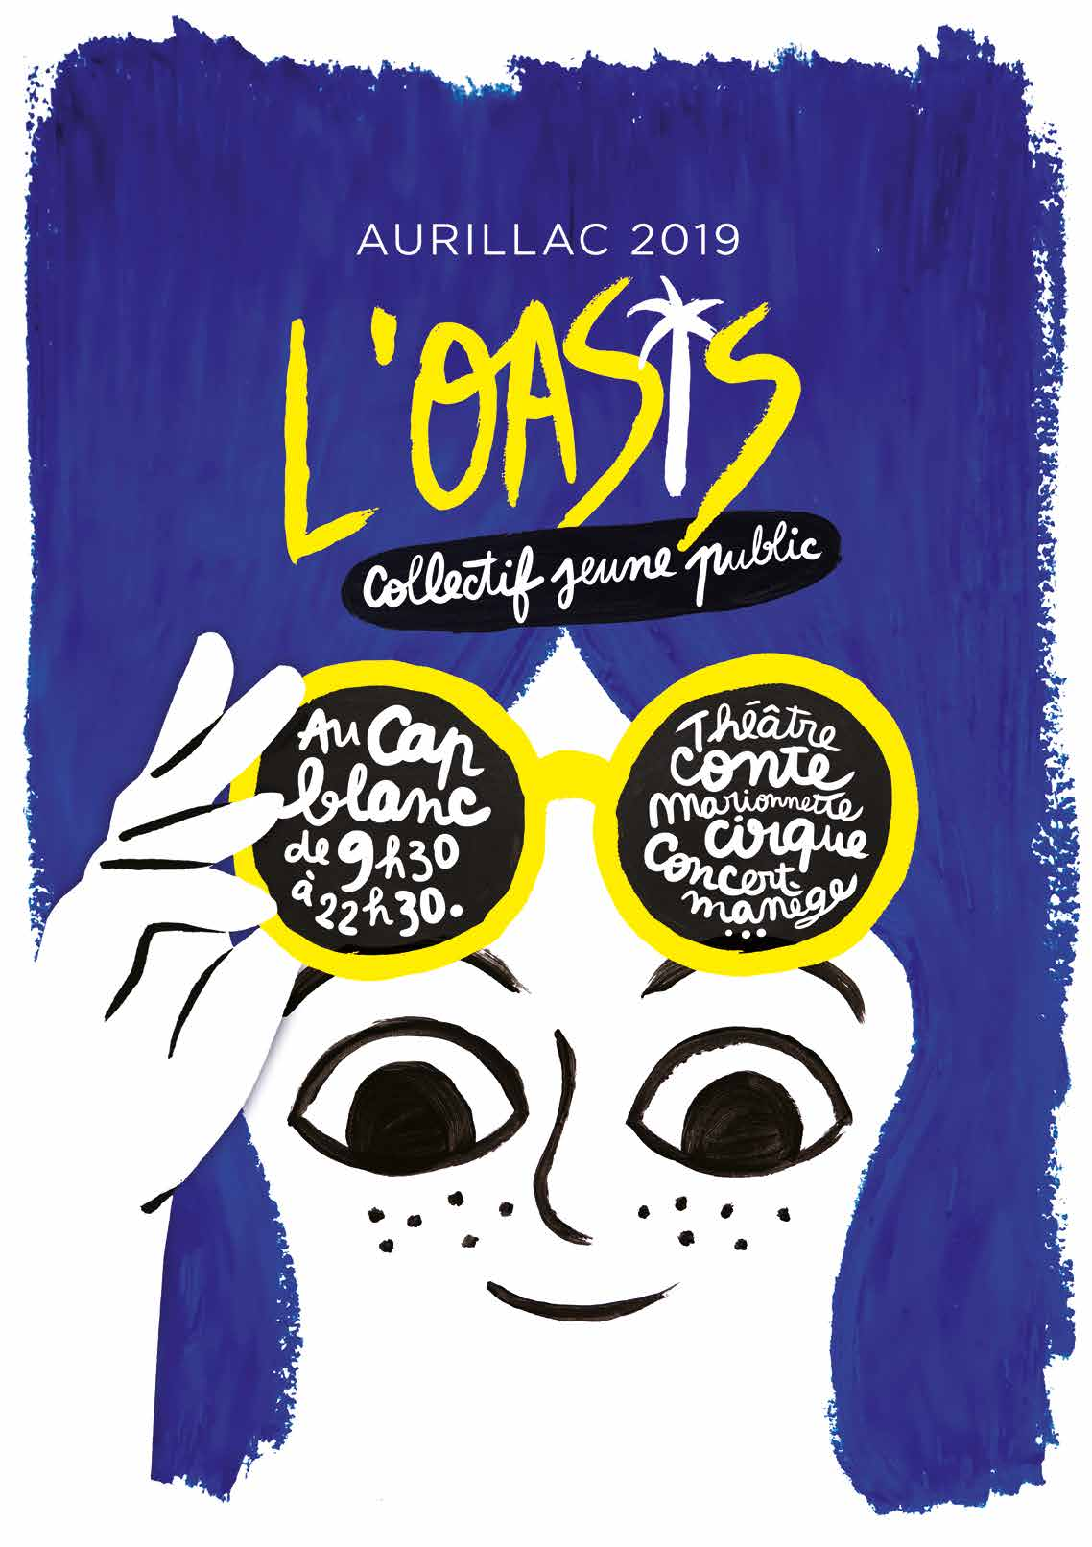 AURILLAC 2019
L'OASIS
collectif jeune public
Au Cap
blanc
de 9h30
à 22h30.
Théâtre
conte
marionnette
cirque
concert
manège
...